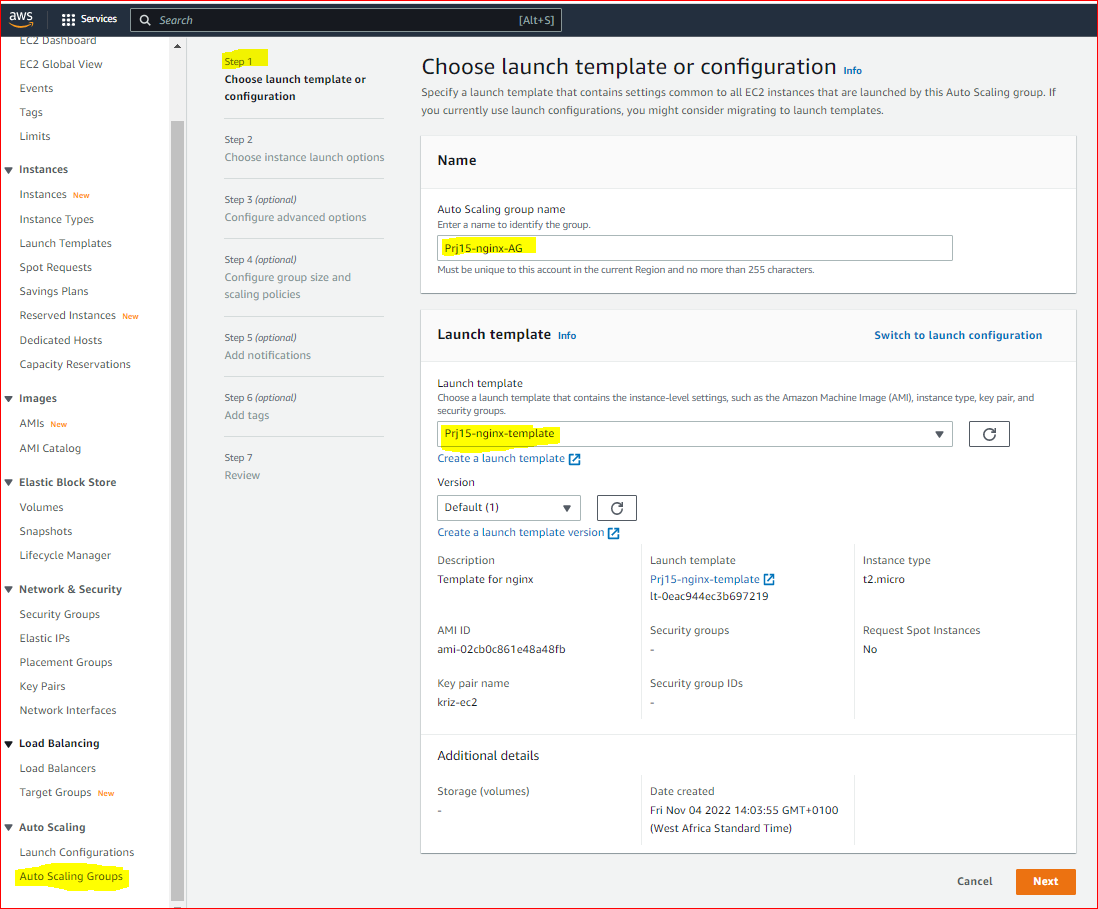 aws
Services
Search
[Alt+S]
EC2 Dashboard
EC2 Global View
Events
Tags
Limits
Instances
Instances New
Instance Types
Launch Templates
Spot Requests
Savings Plans
Reserved Instances New
Dedicated Hosts
Capacity Reservations
Images
AMIs New
AMI Catalog
Elastic Block Store
Volumes
Snapshots
Lifecycle Manager
Network & Security
Security Groups
Elastic IPs
Placement Groups
Key Pairs
Network Interfaces
Load Balancing
Load Balancers
Target Groups New
Auto Scaling
Launch Configurations
Auto Scaling Groups
Step 1
Choose launch template or
configuration
Step 2
Choose instance launch options
Step 3 (optional)
Configure advanced options
Step 4 (optional)
Configure group size and
scaling policies
Step 5 (optional)
Add notifications
Step 6 (optional)
Add tags
Step 7
Review
Choose launch template or configuration Info
Specify a launch template that contains settings common to all EC2 instances that are launched by this Auto Scaling group. If
you currently use launch configurations, you might consider migrating to launch templates.
Name
Auto Scaling group name
Enter a name to identify the group.
Prj15-nginx-AG
Must be unique to this account in the current Region and no more than 255 characters.
Launch template Info
Switch to launch configuration
Launch template
Choose a launch template that contains the instance-level settings, such as the Amazon Machine Image (AMI), instance type, key pair, and
security groups.
Prj15-nginx-template
Create a launch template
Version
Default (1)
Create a launch template version
Description
Template for nginx
Launch template
Prj15-nginx-template
lt-0eac944ec3b697219
Instance type
t2.micro
AMI ID
ami-02cb0c861e48a48fb
Security groups
-
Request Spot Instances
No
Key pair name
kriz-ec2
Security group IDs
-
Additional details
Storage (volumes)
-
Date created
Fri Nov 04 2022 14:03:55 GMT+0100
(West Africa Standard Time)
Cancel
Next